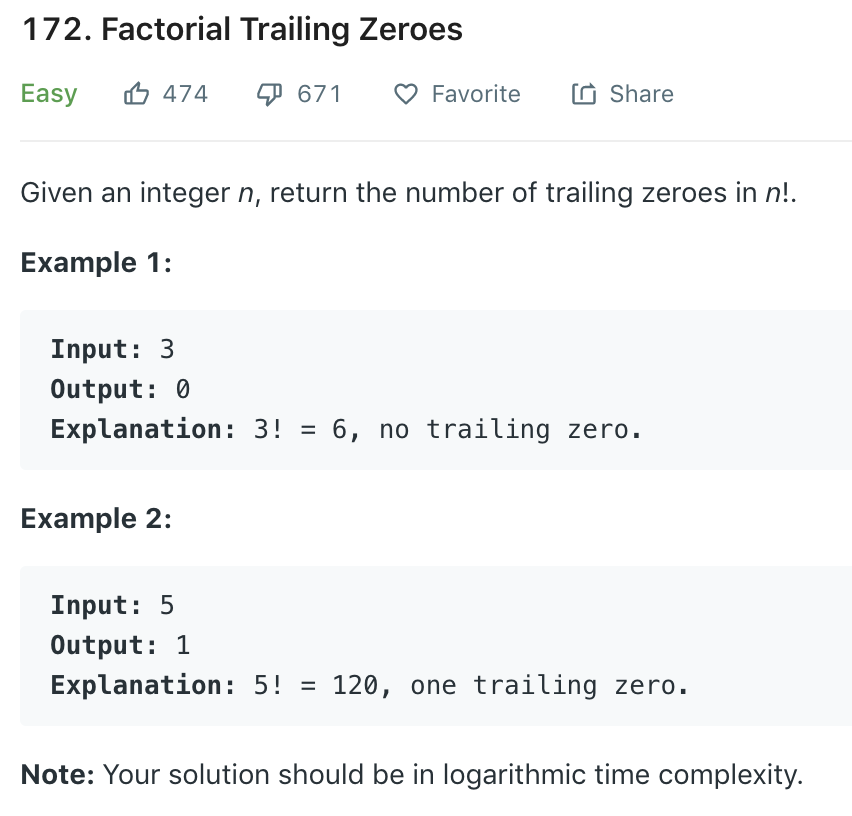 172. Factorial Trailing Zeroes
Easy 474 671 Favorite Share
Given an integer n, return the number of trailing zeroes in n!.
Example 1:
Input: 3
Output: 0
Explanation: 3! = 6, no trailing zero.
Example 2:
Input: 5
Output: 1
Explanation: 5! = 120, one trailing zero.
Note: Your solution should be in logarithmic time complexity.